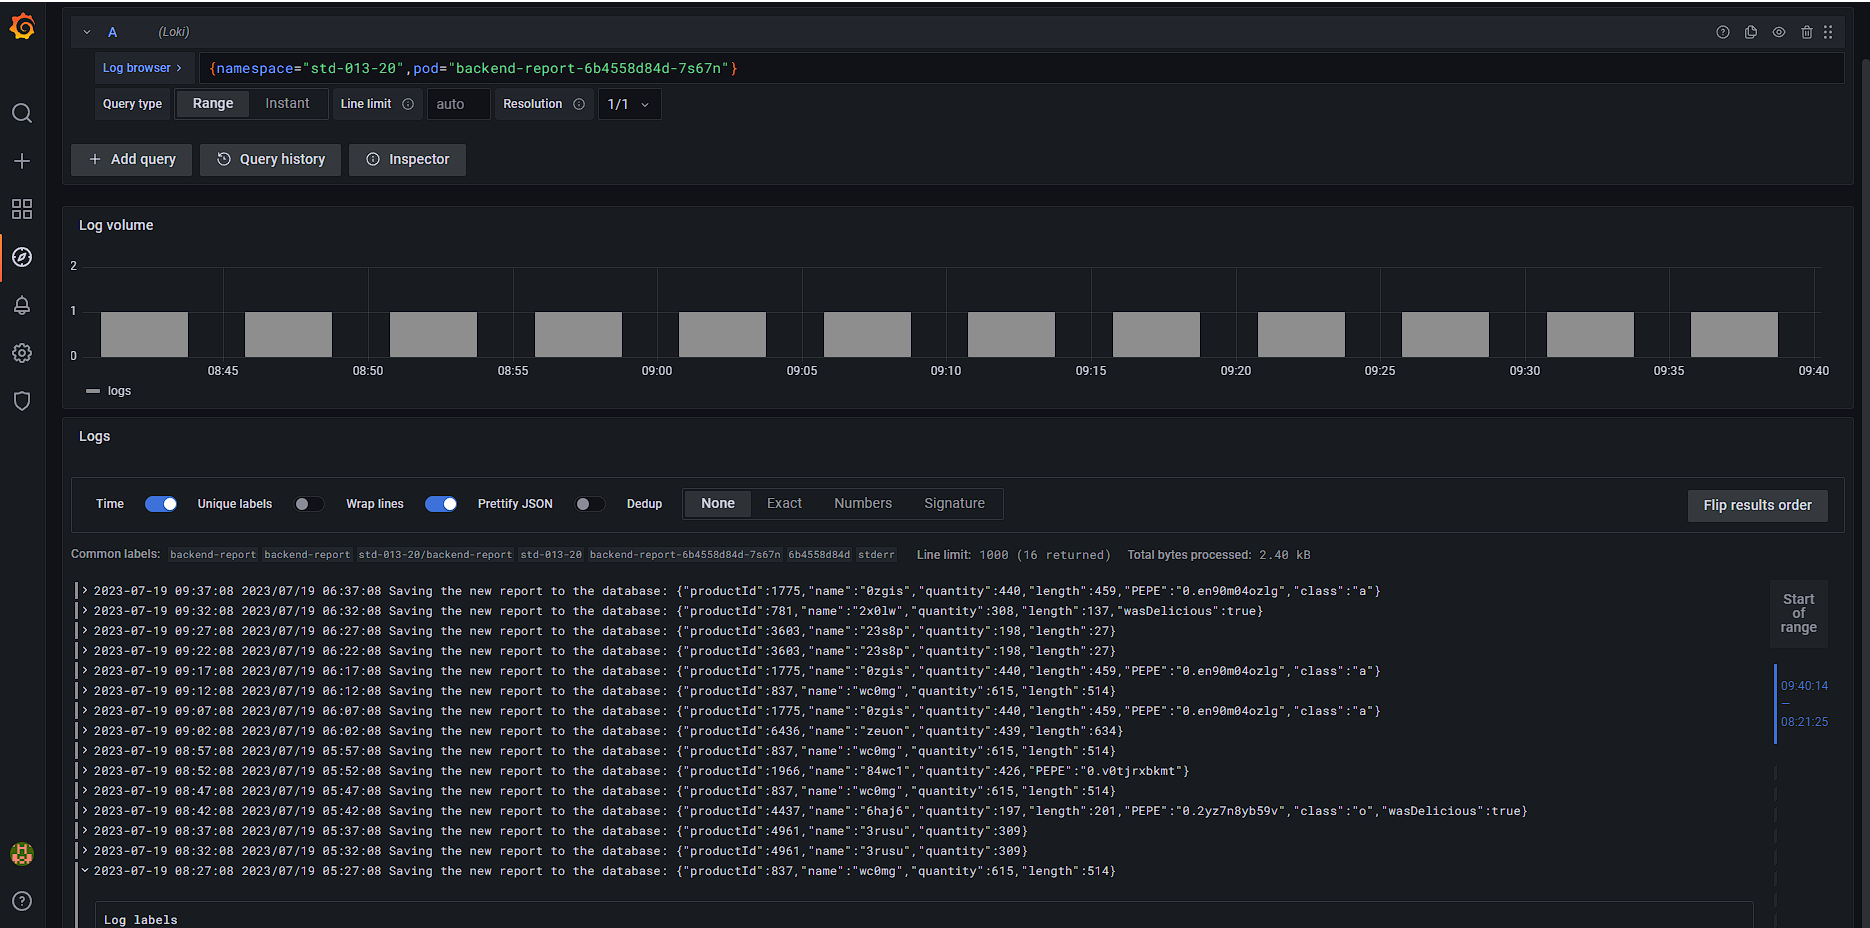 A (Loki)
Log browser > {namespace="std-013-20",pod="backend-report-6b4558d84d-7s67n"}
Query type Range Instant Line limit auto Resolution 1/1
+ Add query Query history Inspector
Log volume
2
1
0
08:45 08:50 08:55 09:00 09:05 09:10 09:15 09:20 09:25 09:30 09:35 09:40
logs
Logs
Time Unique labels Wrap lines Prettify JSON Dedup None Exact Numbers Signature Flip results order
Common labels: backend-report backend-report std-013-20/backend-report std-013-20 backend-report-6b4558d84d-7s67n 6b4558d84d stderr Line limit: 1000 (16 returned) Total bytes processed: 2.40 kB
> 2023-07-19 09:37:08 2023/07/19 06:37:08 Saving the new report to the database: {"productId":1775,"name":"0zgis","quantity":440,"length":459,"PEPE":"0.en90m04ozlg","class":"a"}
> 2023-07-19 09:32:08 2023/07/19 06:32:08 Saving the new report to the database: {"productId":781,"name":"2x0lw","quantity":308,"length":137,"wasDelicious":true}
> 2023-07-19 09:27:08 2023/07/19 06:27:08 Saving the new report to the database: {"productId":3603,"name":"23s8p","quantity":198,"length":27}
> 2023-07-19 09:22:08 2023/07/19 06:22:08 Saving the new report to the database: {"productId":3603,"name":"23s8p","quantity":198,"length":27}
> 2023-07-19 09:17:08 2023/07/19 06:17:08 Saving the new report to the database: {"productId":1775,"name":"0zgis","quantity":440,"length":459,"PEPE":"0.en90m04ozlg","class":"a"}
> 2023-07-19 09:12:08 2023/07/19 06:12:08 Saving the new report to the database: {"productId":837,"name":"wc0mg","quantity":615,"length":514}
> 2023-07-19 09:07:08 2023/07/19 06:07:08 Saving the new report to the database: {"productId":1775,"name":"0zgis","quantity":440,"length":459,"PEPE":"0.en90m04ozlg","class":"a"}
> 2023-07-19 09:02:08 2023/07/19 06:02:08 Saving the new report to the database: {"productId":6436,"name":"zeuon","quantity":439,"length":634}
> 2023-07-19 08:57:08 2023/07/19 05:57:08 Saving the new report to the database: {"productId":837,"name":"wc0mg","quantity":615,"length":514}
> 2023-07-19 08:52:08 2023/07/19 05:52:08 Saving the new report to the database: {"productId":1966,"name":"84wc1","quantity":426,"PEPE":"0.v0tjrxbkmt"}
> 2023-07-19 08:47:08 2023/07/19 05:47:08 Saving the new report to the database: {"productId":837,"name":"wc0mg","quantity":615,"length":514}
> 2023-07-19 08:42:08 2023/07/19 05:42:08 Saving the new report to the database: {"productId":4437,"name":"6haj6","quantity":197,"length":201,"PEPE":"0.2yz7n8yb59v","class":"o","wasDelicious":true}
> 2023-07-19 08:37:08 2023/07/19 05:37:08 Saving the new report to the database: {"productId":4961,"name":"3rusu","quantity":309}
> 2023-07-19 08:32:08 2023/07/19 05:32:08 Saving the new report to the database: {"productId":4961,"name":"3rusu","quantity":309}
2023-07-19 08:27:08 2023/07/19 05:27:08 Saving the new report to the database: {"productId":837,"name":"wc0mg","quantity":615,"length":514}
Log labels
Start
of
range
09:40:14
—
08:21:25